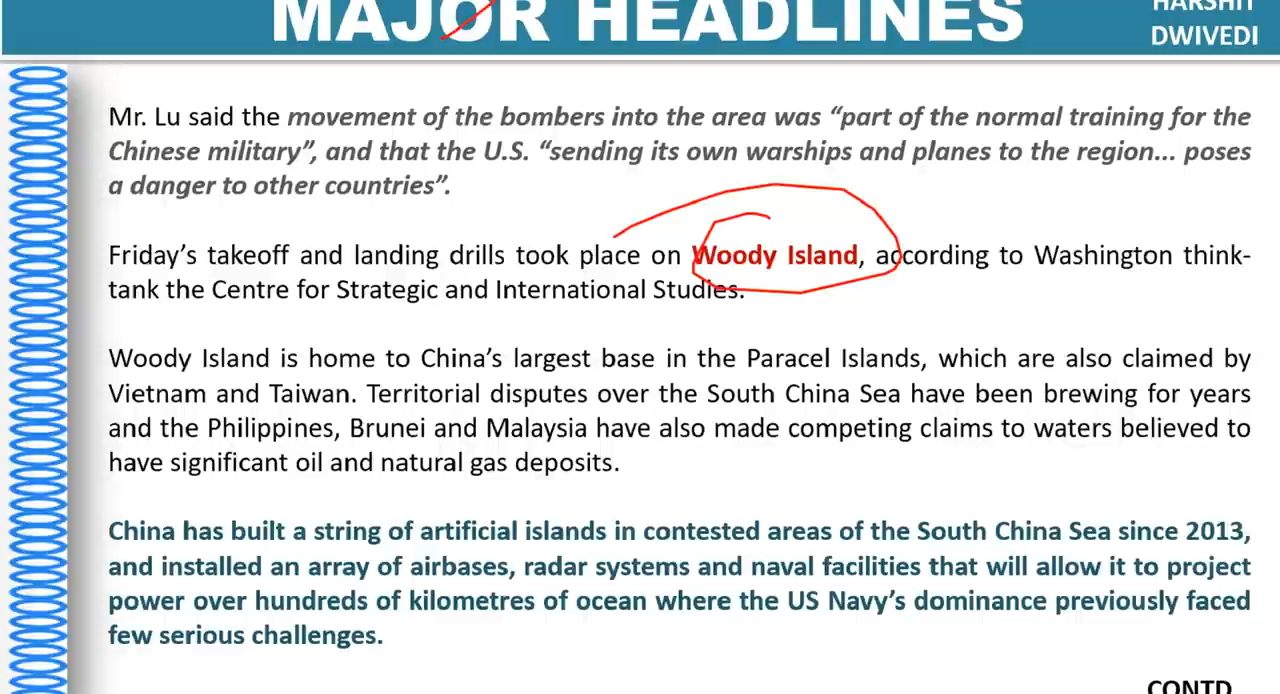 MAJOR HEADLINES
HARSHIT
DWIVEDI
Mr. Lu said the movement of the bombers into the area was “part of the normal training for the
Chinese military”, and that the U.S. “sending its own warships and planes to the region... poses
a danger to other countries”.
Friday’s takeoff and landing drills took place on Woody Island, according to Washington think-
tank the Centre for Strategic and International Studies.
Woody Island is home to China’s largest base in the Paracel Islands, which are also claimed by
Vietnam and Taiwan. Territorial disputes over the South China Sea have been brewing for years
and the Philippines, Brunei and Malaysia have also made competing claims to waters believed to
have significant oil and natural gas deposits.
China has built a string of artificial islands in contested areas of the South China Sea since 2013,
and installed an array of airbases, radar systems and naval facilities that will allow it to project
power over hundreds of kilometres of ocean where the US Navy’s dominance previously faced
few serious challenges.
CONTD